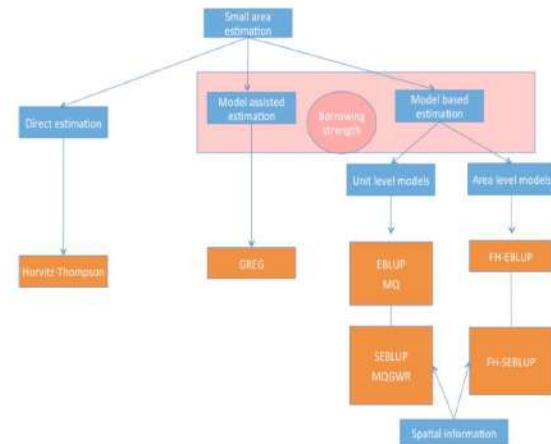 Small area
estimation
Model assisted
estimation
Model based
estimation
Direct estimation
Borrowing
strength
Unit level models
Area level models
Horvitz-Thompson
GREG
EBLUP
MQ
FH-EBLUP
SEBLUP
MQGWR
FH-SEBLUP
Spatial information